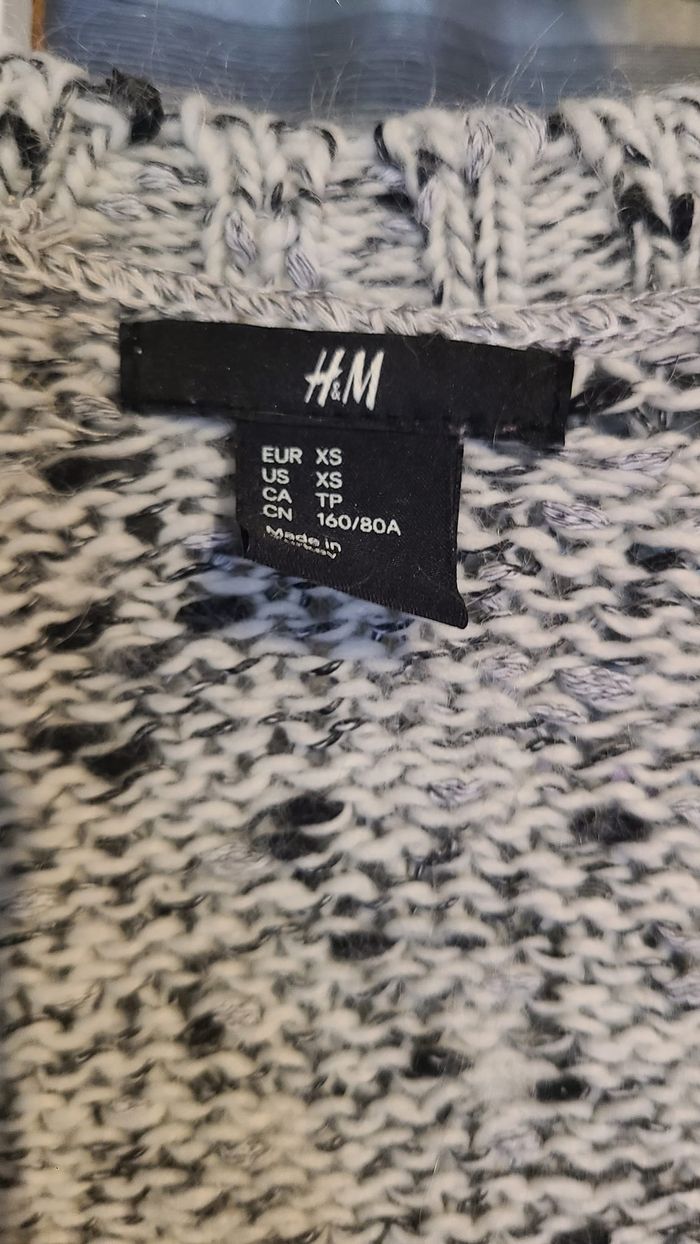 H&M
EUR XS
US XS
CA TP
CN 160/80A
Made in